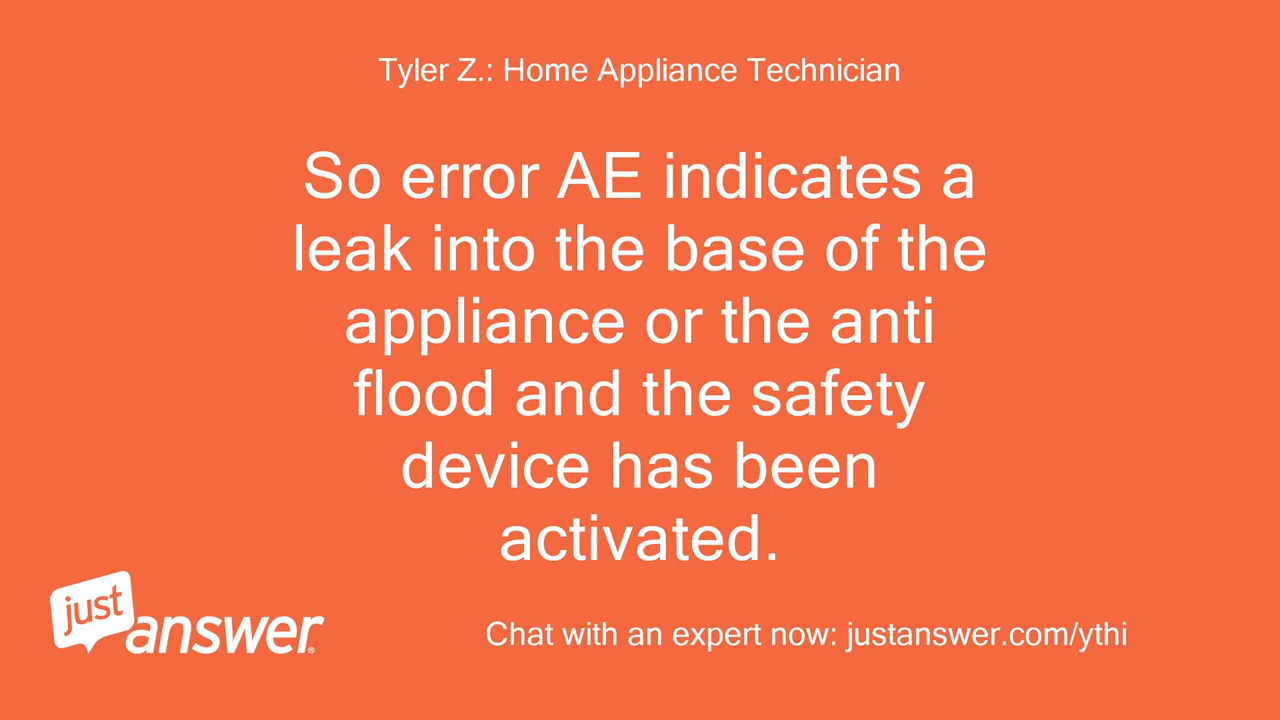 Tyler Z.: Home Appliance Technician
So error AE indicates a
leak into the base of the
appliance or the anti
flood and the safety
device has been
activated.
just
answer®
Chat with an expert now: justanswer.com/ythi